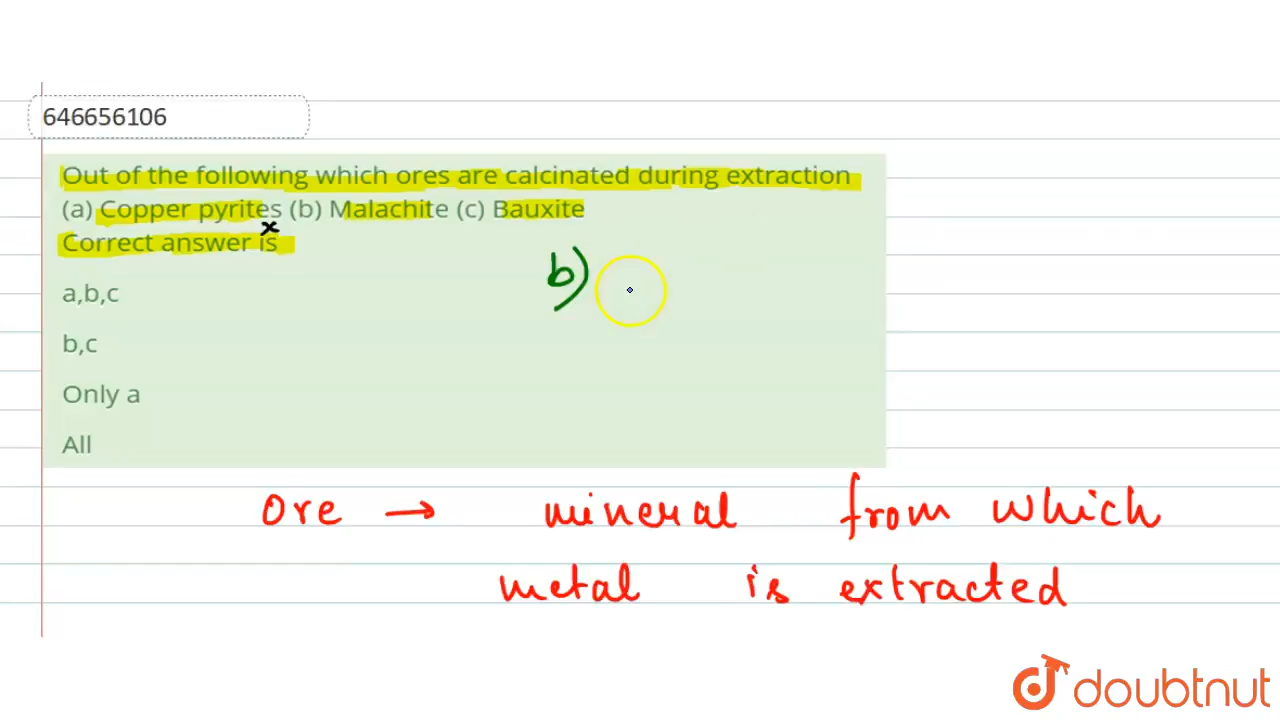 646656106
Out of the following which ores are calcinated during extraction
(a) Copper pyrites (b) Malachite (c) Bauxite
x
Correct answer is
b)
a,b,c
b,c
Only a
All
ore → mineral from which
metal is extracted
doubtnut